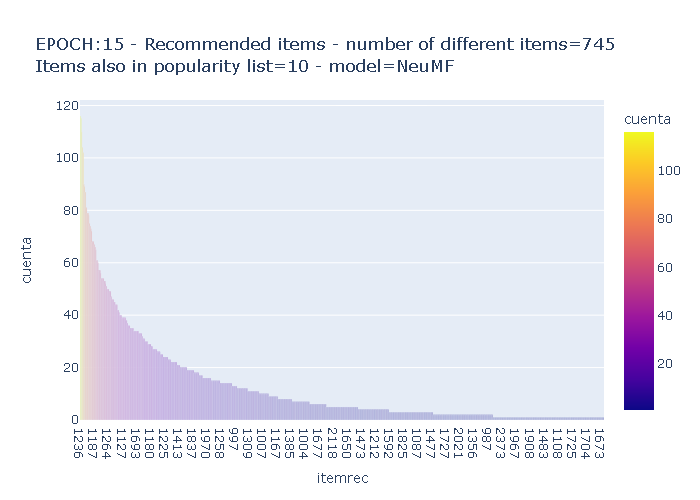 EPOCH:15 - Recommended items - number of different items=745
Items also in popularity list=10 - model=NeuMF
cuenta
120
100
80
60
40
20
0
cuenta
100
80
60
40
20
1236 1187 1264 1127 1693 1180 1225 1413 1837 1970 1258 997 1309 1007 1167 1385 1004 1677 2118 1650 1473 1212 1592 1825 1087 1477 1727 2021 1356 987 2373 1967 1908 1483 1108 1725 1704 1673
itemrec